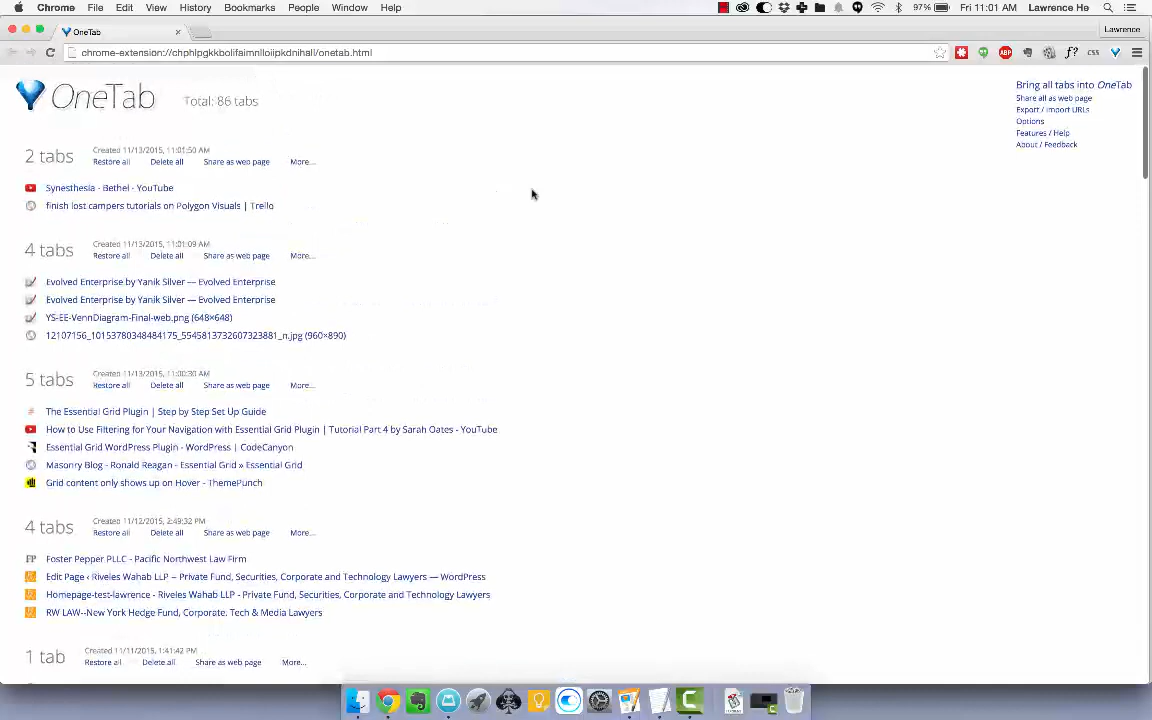 Chrome File Edit View History Bookmarks People Window Help 97% Fri 11:01 AM Lawrence He
OneTab Lawrence
chrome-extension://chphlpgkkbolifaimnlloiipkdnihall/onetab.html ABP f? CSS
OneTab Total: 86 tabs
Bring all tabs into OneTab
Share all as web page
Export / Import URLs
Options
Features / Help
About / Feedback
2 tabs Created 11/13/2015, 11:01:50 AM
Restore all Delete all Share as web page More...
Synesthesia - Bethel - YouTube
finish lost campers tutorials on Polygon Visuals | Trello
4 tabs Created 11/13/2015, 11:01:09 AM
Restore all Delete all Share as web page More...
Evolved Enterprise by Yanik Silver — Evolved Enterprise
Evolved Enterprise by Yanik Silver — Evolved Enterprise
YS-EE-VennDiagram-Final-web.png (648×648)
12107156_10153780348484175_5545813732607323881_n.jpg (960×890)
5 tabs Created 11/13/2015, 11:00:30 AM
Restore all Delete all Share as web page More...
The Essential Grid Plugin | Step by Step Set Up Guide
How to Use Filtering for Your Navigation with Essential Grid Plugin | Tutorial Part 4 by Sarah Oates - YouTube
Essential Grid WordPress Plugin - WordPress | CodeCanyon
Masonry Blog - Ronald Reagan - Essential Grid » Essential Grid
Grid content only shows up on Hover - ThemePunch
4 tabs Created 11/12/2015, 2:49:32 PM
Restore all Delete all Share as web page More...
FP Foster Pepper PLLC - Pacific Northwest Law Firm
Edit Page ‹ Riveles Wahab LLP – Private Fund, Securities, Corporate and Technology Lawyers — WordPress
Homepage-test-lawrence - Riveles Wahab LLP - Private Fund, Securities, Corporate and Technology Lawyers
RW LAW--New York Hedge Fund, Corporate, Tech & Media Lawyers
1 tab Created 11/11/2015, 1:41:42 PM
Restore all Delete all Share as web page More...